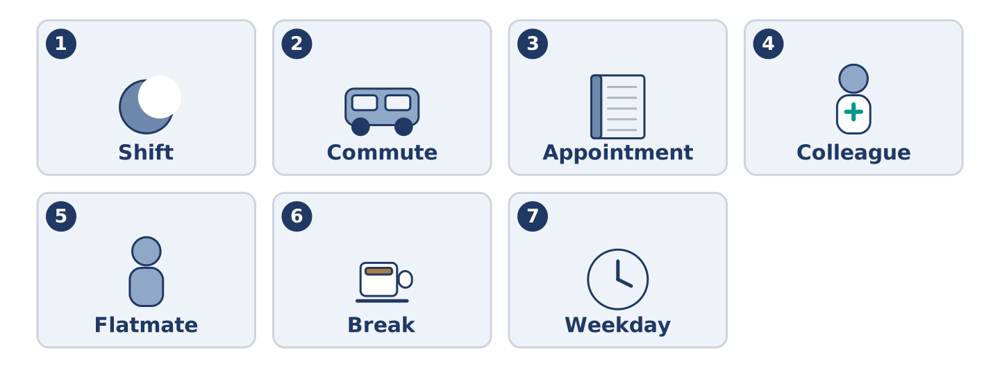 1
Shift
2
Commute
3
Appointment
4
Colleague
5
Flatmate
6
Break
7
Weekday